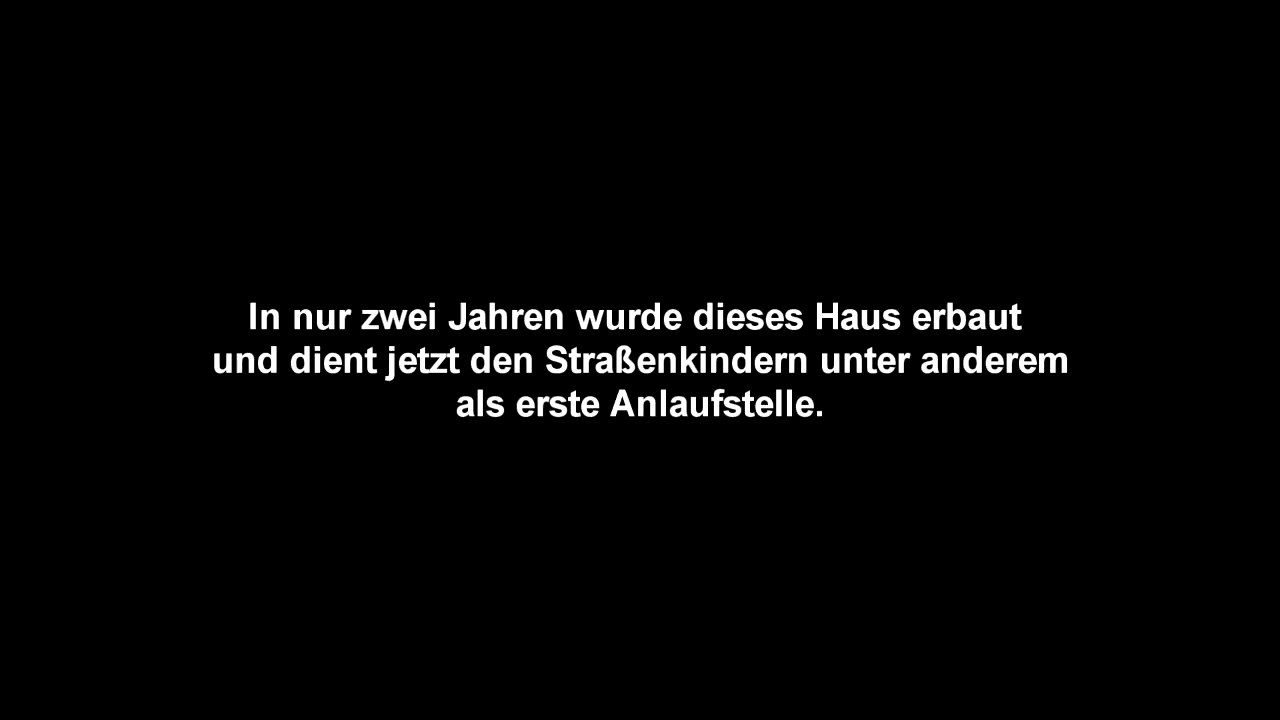 In nur zwei Jahren wurde dieses Haus erbaut
und dient jetzt den Straßenkindern unter anderem
als erste Anlaufstelle.